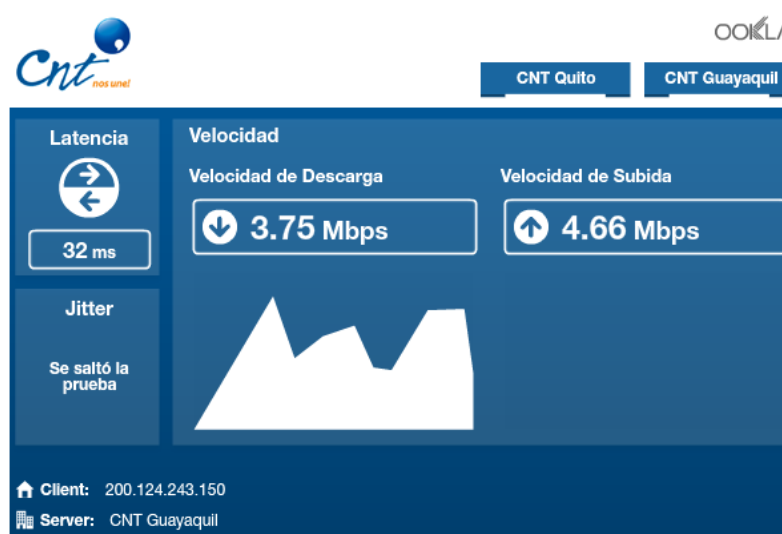 Cnt
nos une!
OOKLA
CNT Quito
CNT Guayaquil
Latencia
32 ms
Jitter
Se saltó la
prueba
Velocidad
Velocidad de Descarga
3.75 Mbps
Velocidad de Subida
4.66 Mbps
Client: 200.124.243.150
Server: CNT Guayaquil